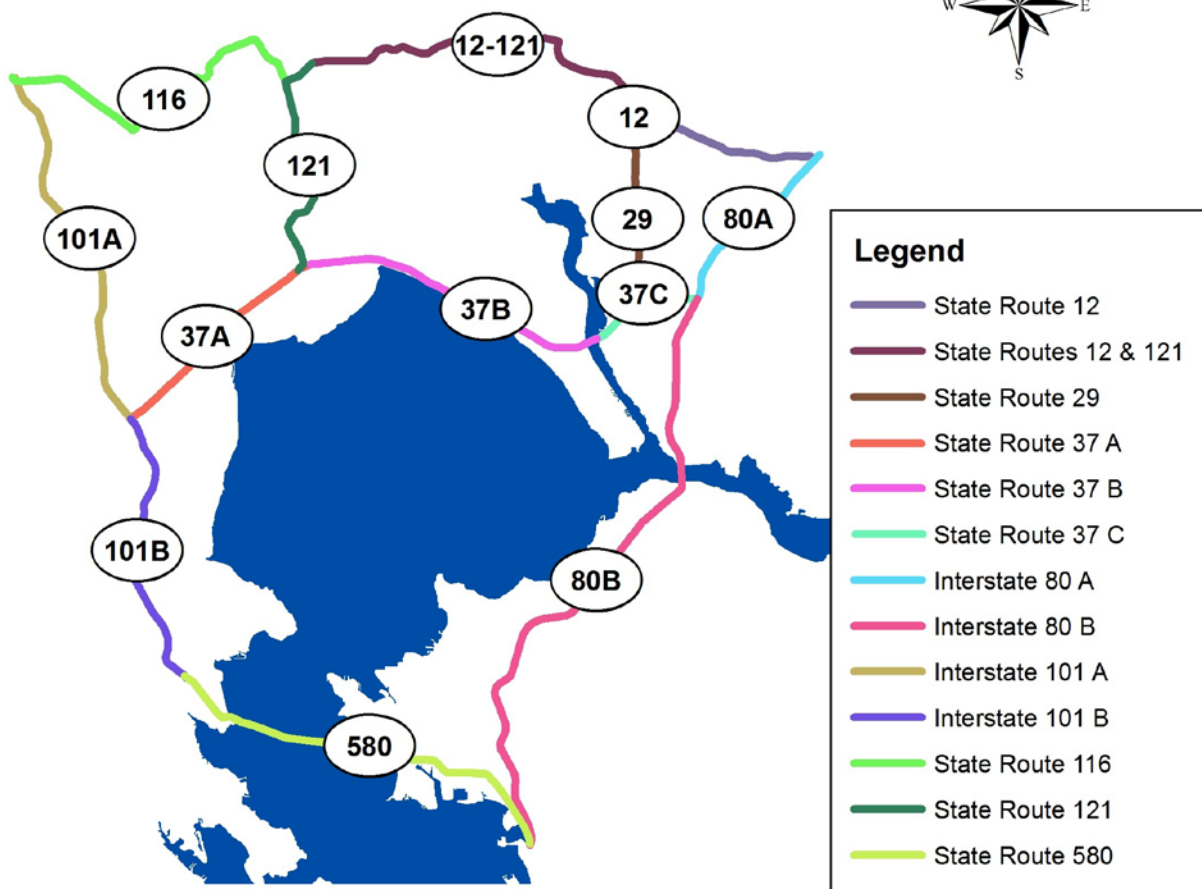 W
E
S
12-121
116
12
121
29
80A
101A
37C
37B
37A
101B
80B
580
Legend
State Route 12
State Routes 12 & 121
State Route 29
State Route 37 A
State Route 37 B
State Route 37 C
Interstate 80 A
Interstate 80 B
Interstate 101 A
Interstate 101 B
State Route 116
State Route 121
State Route 580